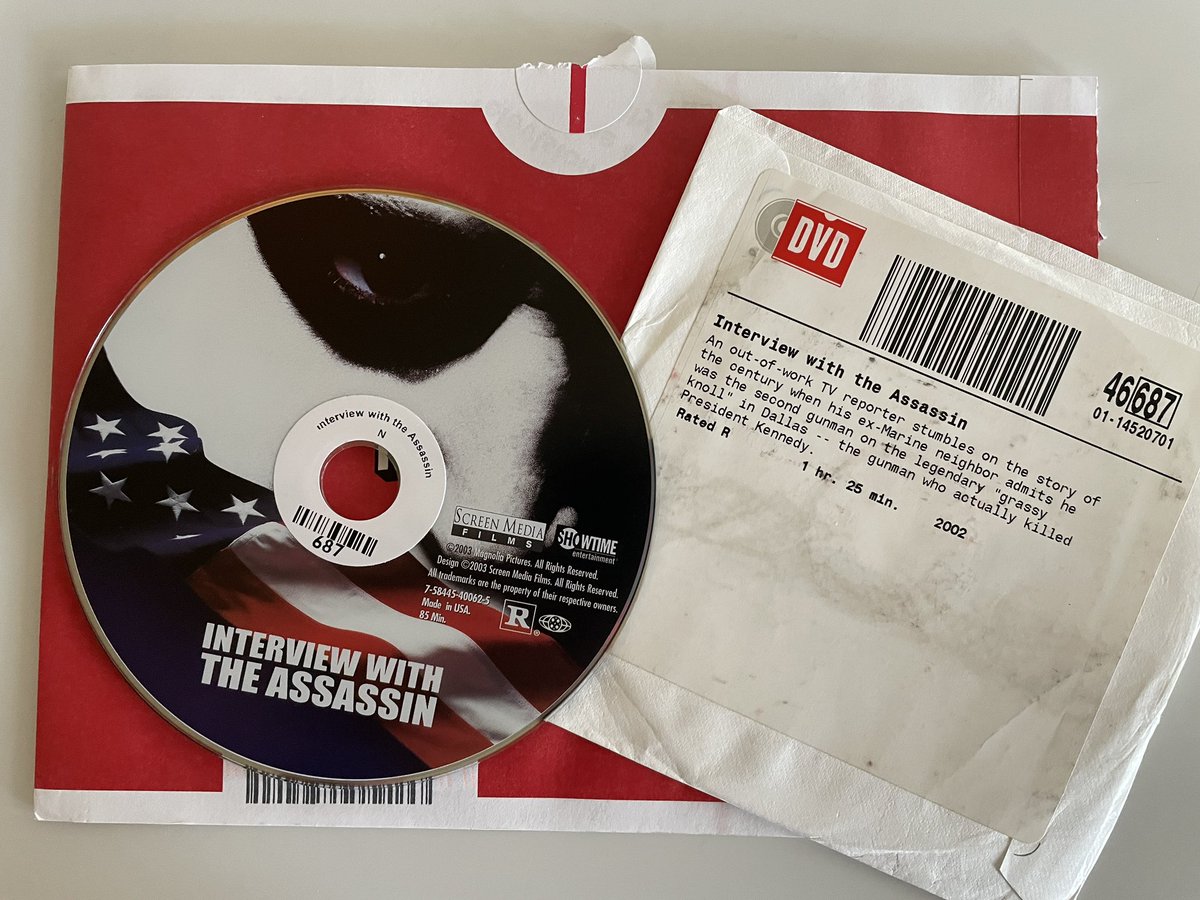 Interview with the Assassin
N
687
SCREEN MEDIA
FILMS
SHOWTIME
entertainment
©2003 Magnolia Pictures. All Rights Reserved.
Design ©2003 Screen Media Films. All Rights Reserved.
All trademarks are the property of their respective owners.
7-58445-40062-5
Made in USA.
85 Min.
R
®
INTERVIEW WITH
THE ASSASSIN
DVD
46687
01-14520701
Interview with the Assassin
An out-of-work TV reporter stumbles on the story of
the century when his ex-Marine neighbor admits he
was the second gunman on the legendary "grassy
knoll" in Dallas -- the gunman who actually killed
President Kennedy.
Rated R
1 hr. 25 min.
2002